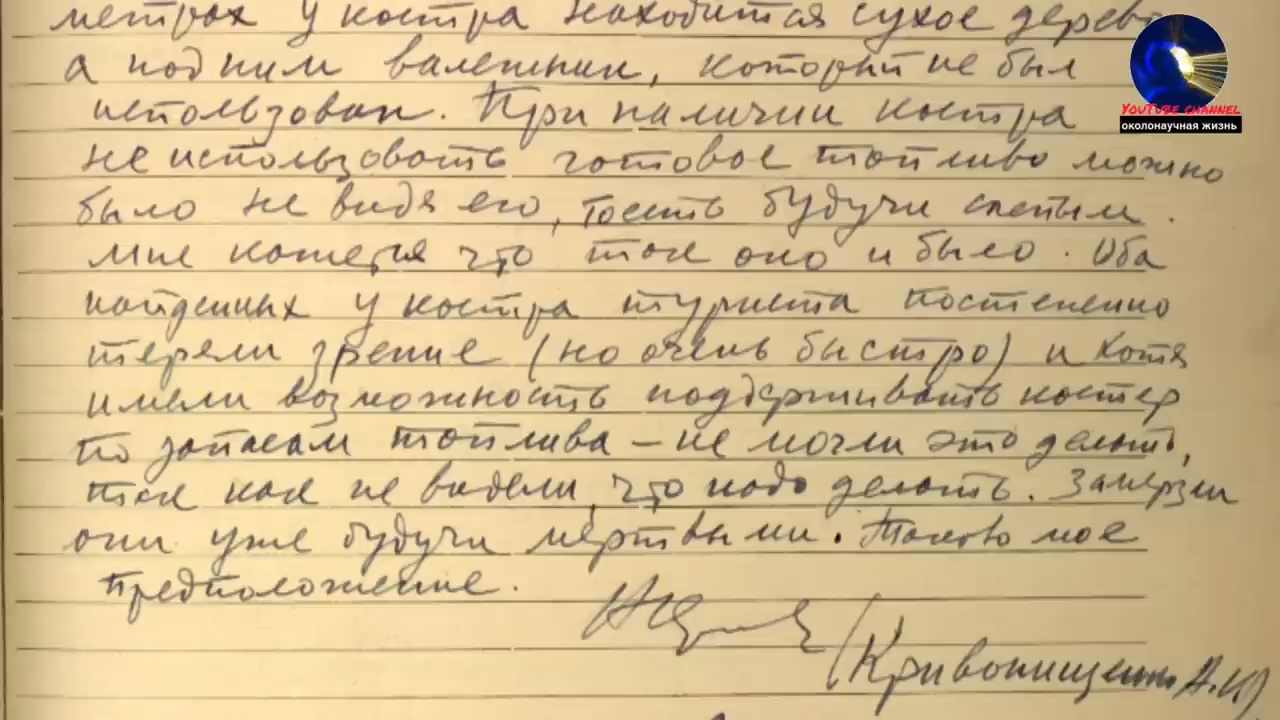 метрах у костра находится сухое дерево
а под ним валежник, который не был
использован. При наличии костра
не использовать готовое топливо можно
было не видя его, тоесть будучи слепым.
Мне кажется что так оно и было. Оба
найденных у костра туриста постепенно
теряли зрение (но очень быстро) и хотя
имели возможность поддерживать костер
по запасам топлива – не могли это делать,
так как не видели, что надо делать. Замерзли
они уже будучи мертвыми. Таково мое
предположение.
(Кривонищенко А.К)
YouTube channel
околонаучная жизнь